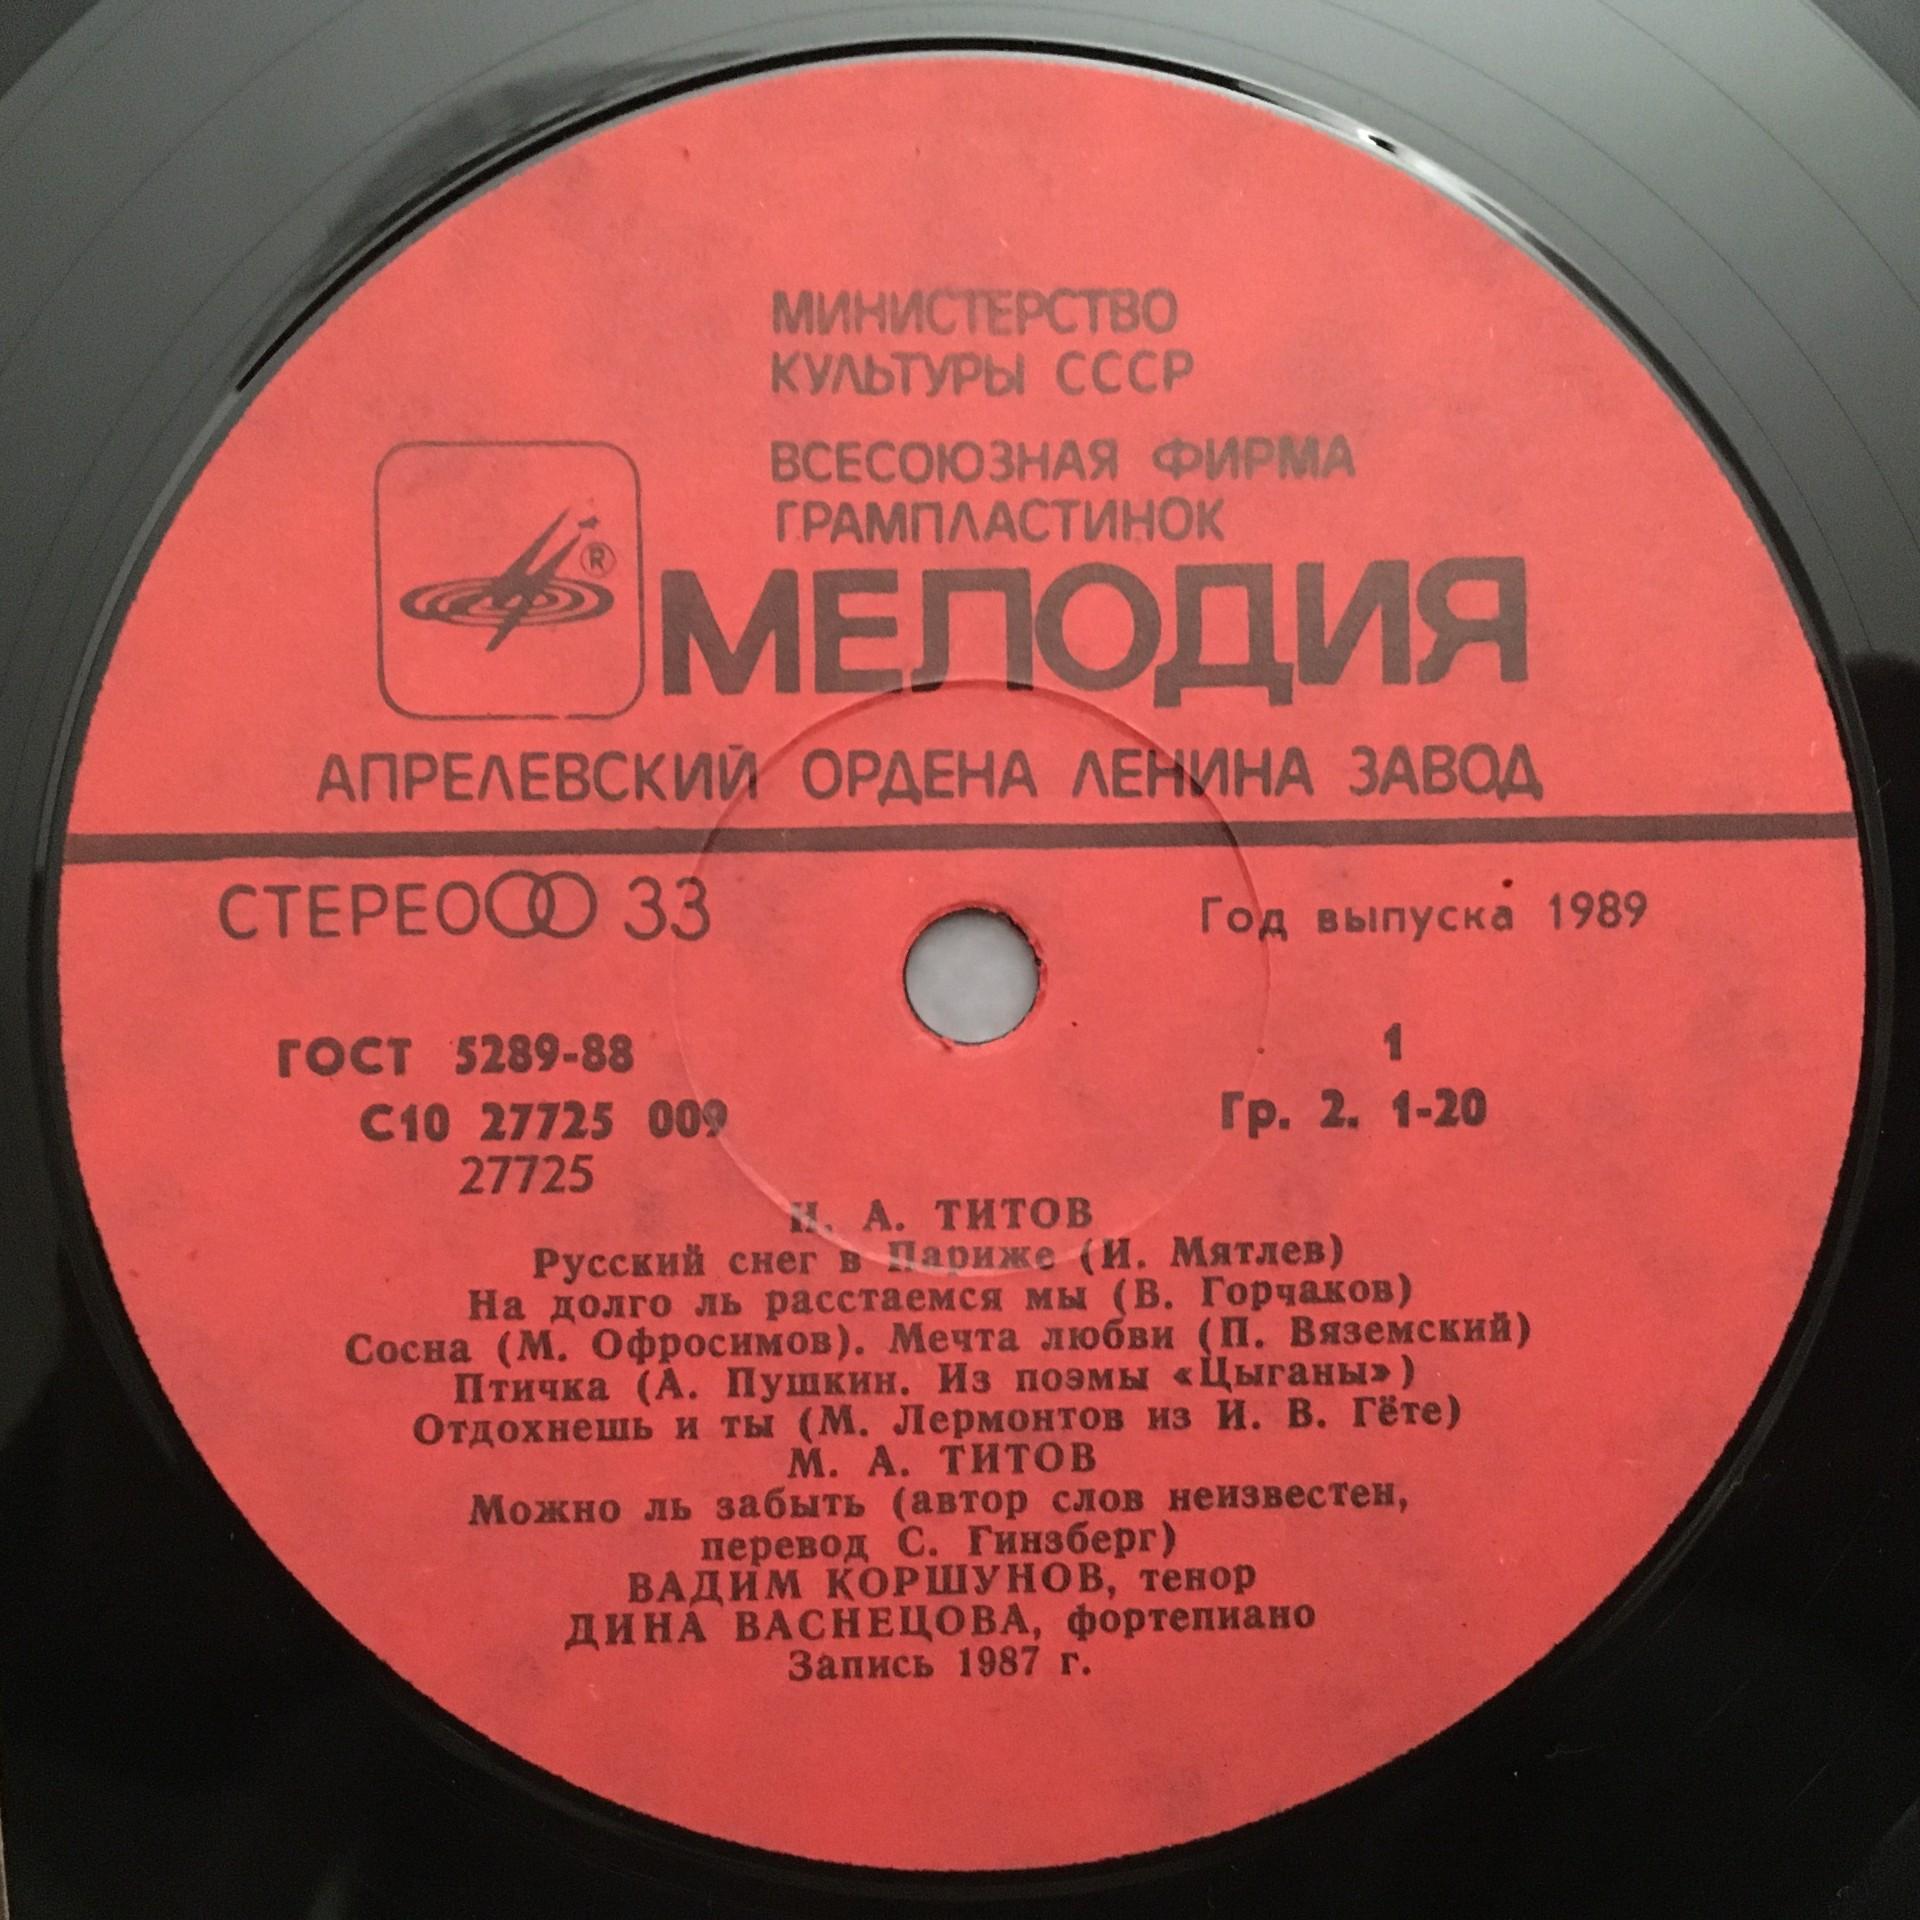 МИНИСТЕРСТВО
КУЛЬТУРЫ СССР
ВСЕСОЮЗНАЯ ФИРМА
ГРАМПЛАСТИНОК
®
МЕЛОДИЯ
АПРЕЛЕВСКИЙ ОРДЕНА ЛЕНИНА ЗАВОД
СТЕРЕО 33
Год выпуска 1989
ГОСТ 5289-88
1
С10 27725 009
Гр. 2. 1-20
27725
Н. А. ТИТОВ
Русский снег в Париже (И. Мятлев)
На долго ль расстаемся мы (В. Горчаков)
Сосна (М. Офросимов). Мечта любви (П. Вяземский)
Птичка (А. Пушкин. Из поэмы «Цыганы»)
Отдохнешь и ты (М. Лермонтов из И. В. Гёте)
М. А. ТИТОВ
Можно ль забыть (автор слов неизвестен,
перевод С. Гинзберг)
ВАДИМ КОРШУНОВ, тенор
ДИНА ВАСНЕЦОВА, фортепиано
Запись 1987 г.